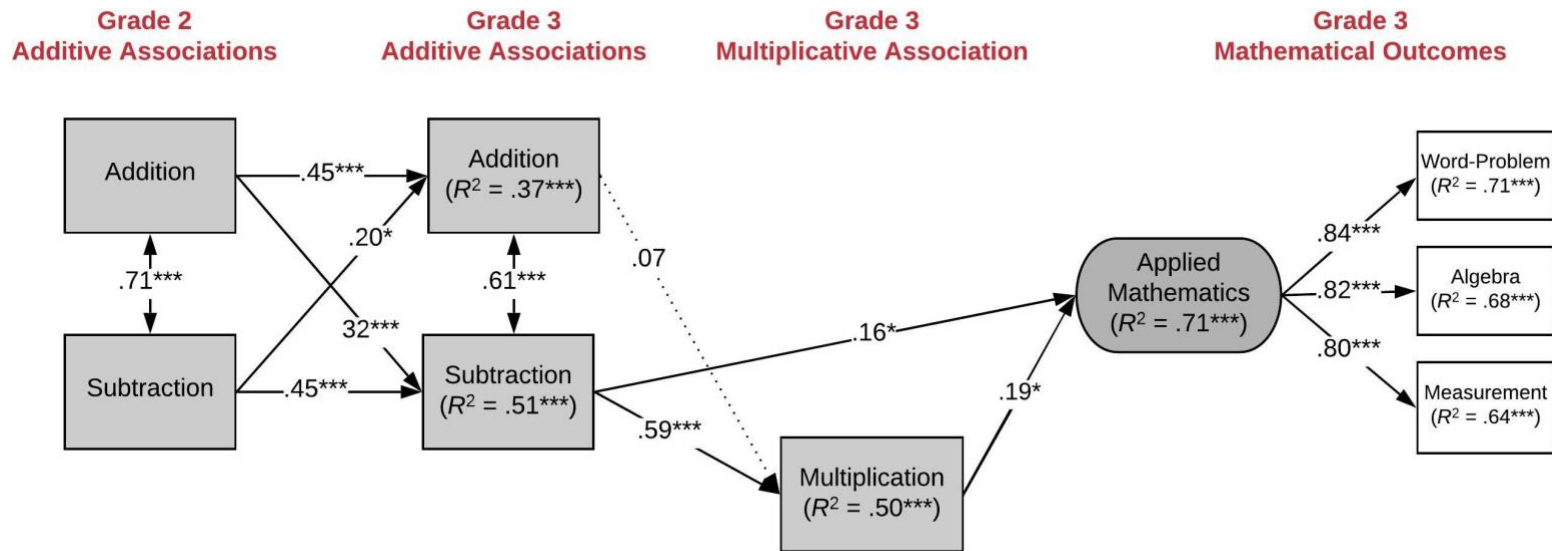 Grade 2
Additive Associations
Grade 3
Additive Associations
Grade 3
Multiplicative Association
Grade 3
Mathematical Outcomes
Addition
.71***
Subtraction
.45***
.20*
32***
.45***
Addition
(R² = .37***)
.61***
Subtraction
(R² = .51***)
.07
.59***
.16*
Multiplication
(R² = .50***)
.19*
Applied
Mathematics
(R² = .71***)
.84***
.82***
.80***
Word-Problem
(R² = .71***)
Algebra
(R² = .68***)
Measurement
(R² = .64***)